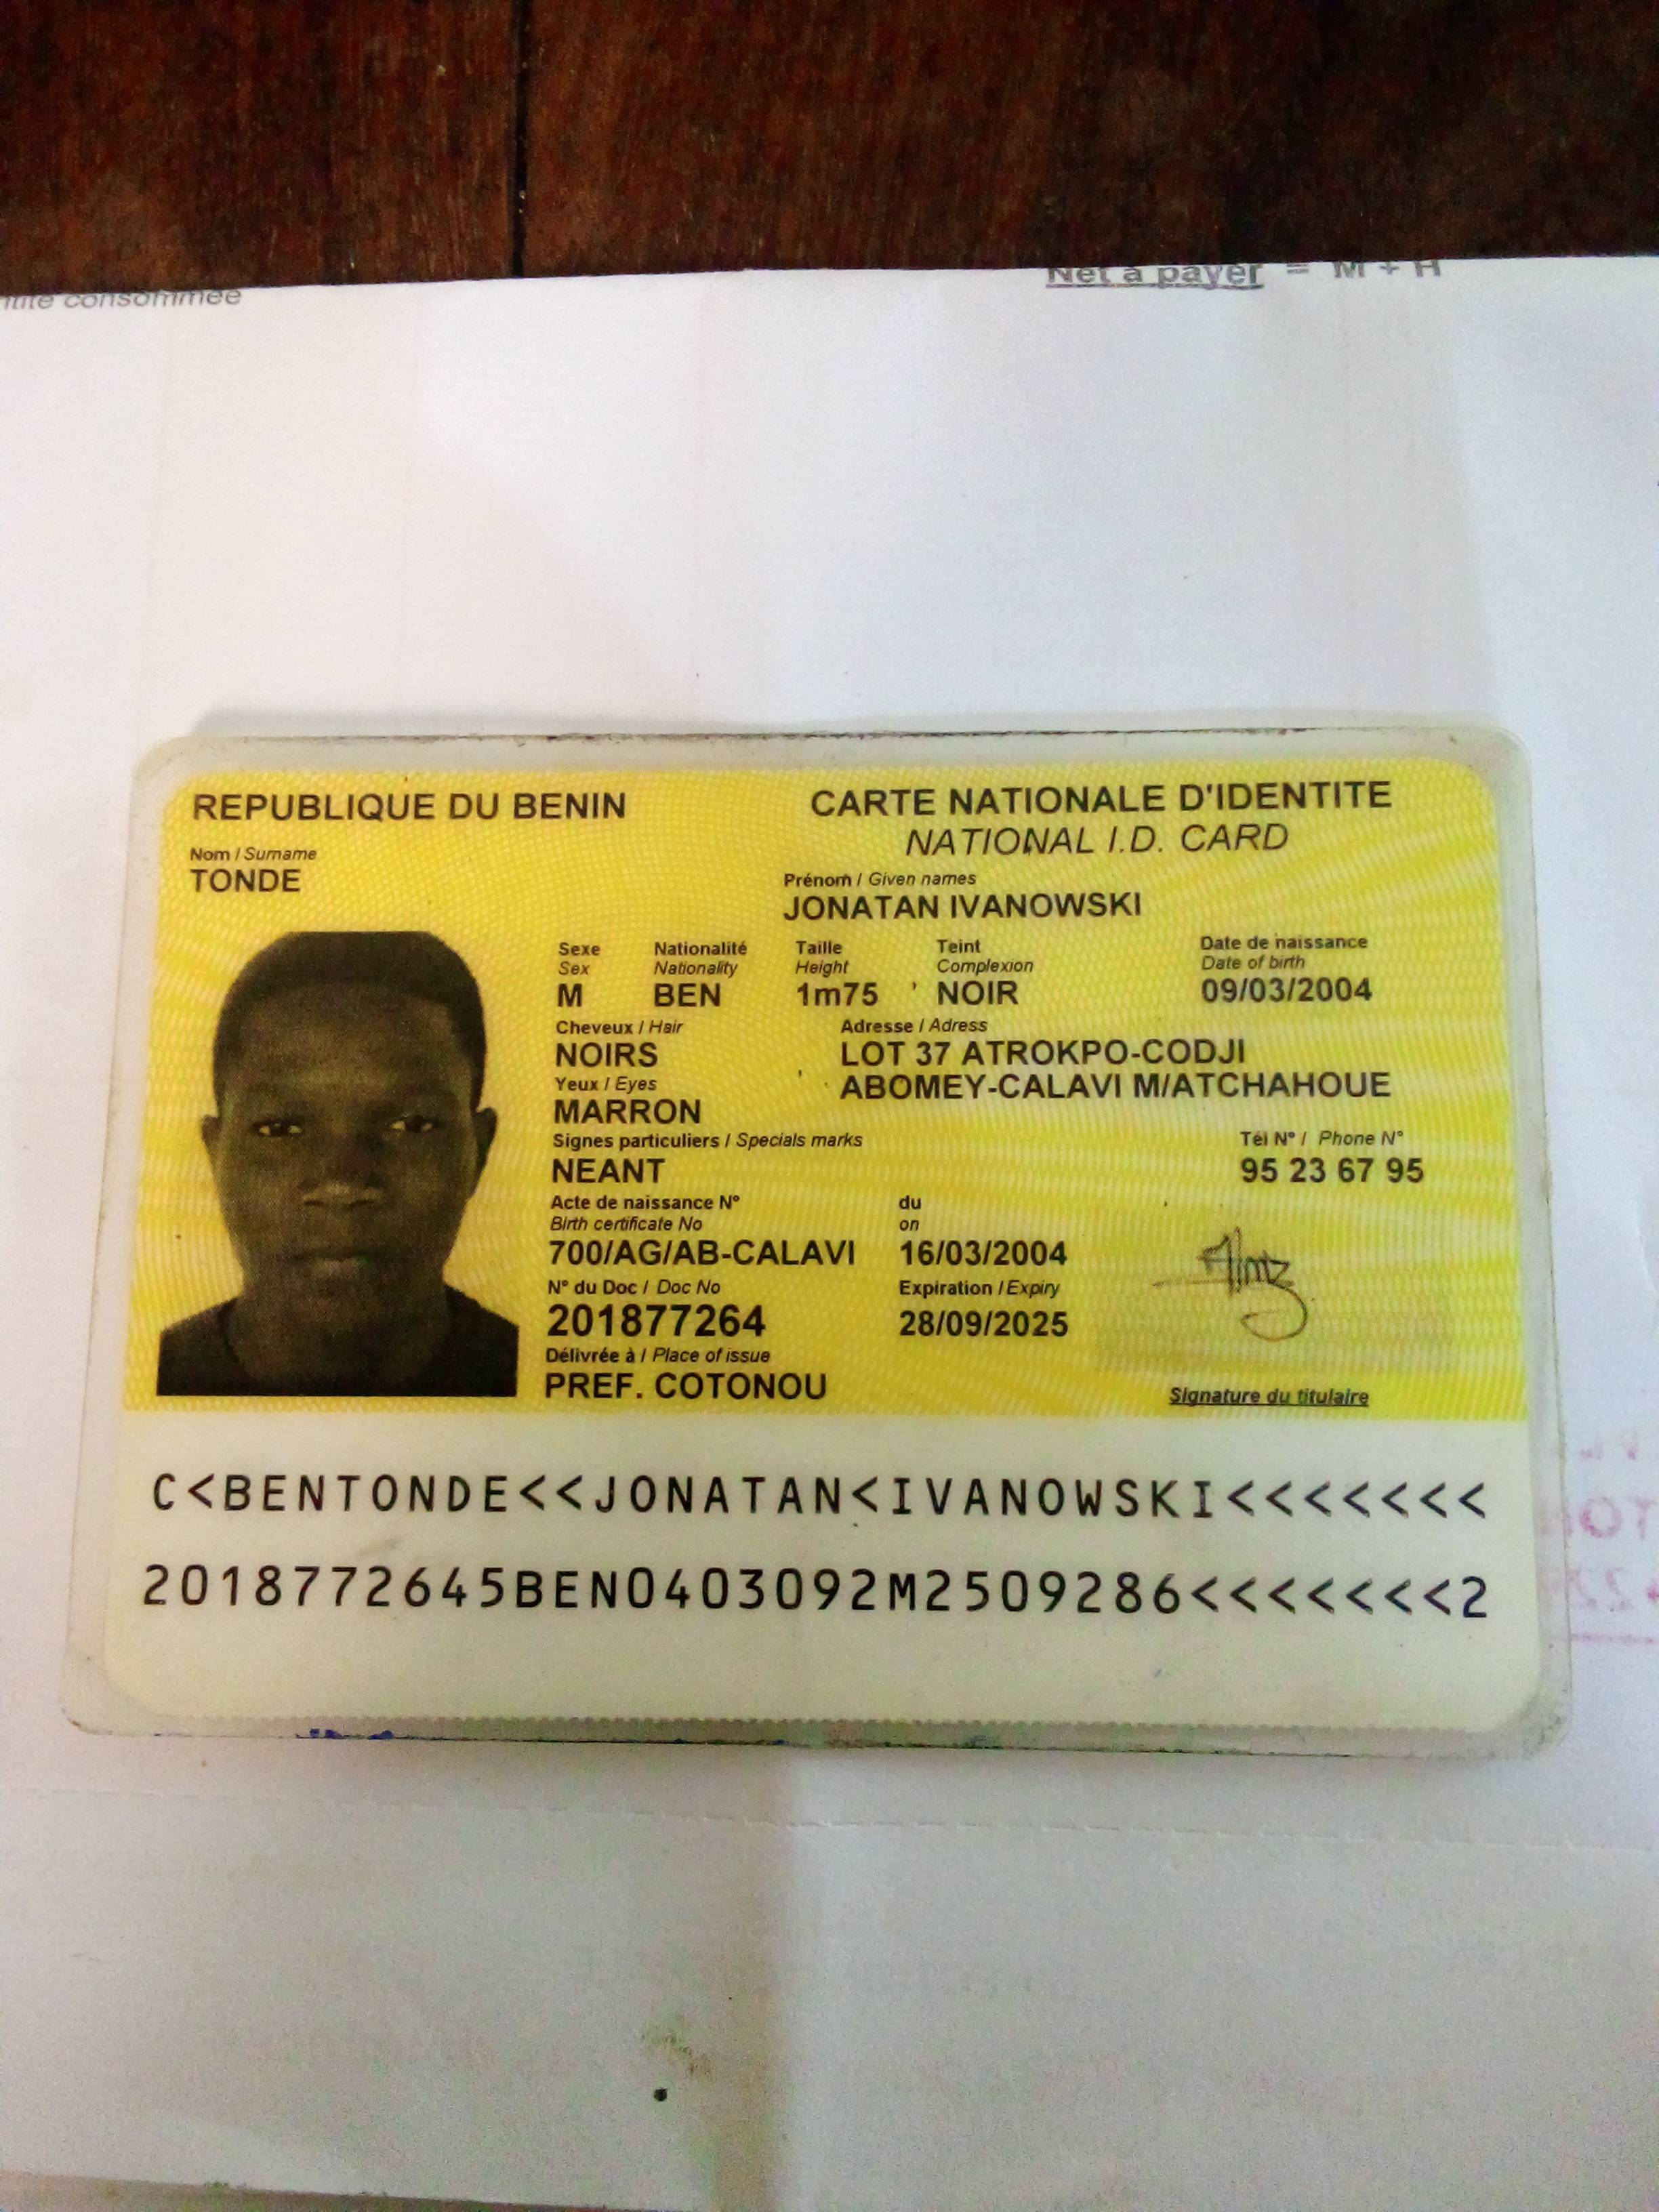 Net à payer = M + H
consommée
REPUBLIQUE DU BENIN
CARTE NATIONALE D'IDENTITE
NATIONAL I.D. CARD
Nom / Surname
TONDE
Prénom / Given names
JONATAN IVANOWSKI
Sexe Nationalité Taille Teint Date de naissance
Sex Nationality Height Complexion Date of birth
M BEN 1m75 NOIR 09/03/2004
Cheveux / Hair Adresse / Adress
NOIRS LOT 37 ATROKPO-CODJI
Yeux / Eyes ABOMEY-CALAVI M/ATCHAHOUE
MARRON
Signes particuliers / Specials marks Tél N° / Phone N°
NEANT 95 23 67 95
Acte de naissance N° du
Birth certificate No on
700/AG/AB-CALAVI 16/03/2004
N° du Doc / Doc No Expiration / Expiry
201877264 28/09/2025
Délivrée à / Place of issue
PREF. COTONOU
Signature du titulaire
C<BENTONDE<<JONATAN<IVANOWSKI<<<<<<<
2018772645BEN0403092M2509286<<<<<<<2